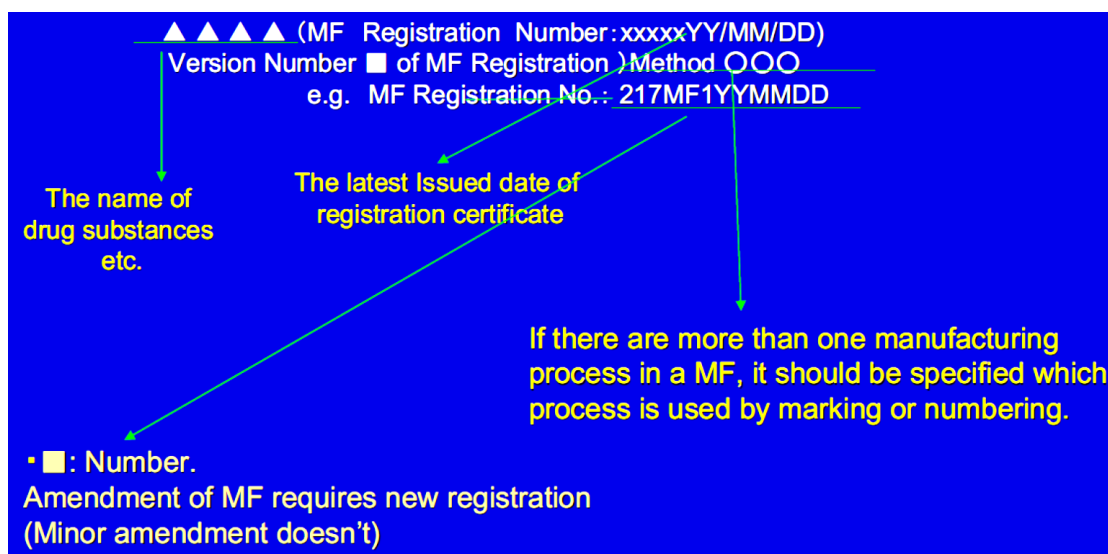 ▲ ▲ ▲ ▲ (MF Registration Number:xxxxxYY/MM/DD)
Version Number ■ of MF Registration )Method ○○○
e.g. MF Registration No.: 217MF1YYMMDD
The name of
drug substances
etc.
The latest Issued date of
registration certificate
If there are more than one manufacturing
process in a MF, it should be specified which
process is used by marking or numbering.
・■: Number.
Amendment of MF requires new registration
(Minor amendment doesn't)